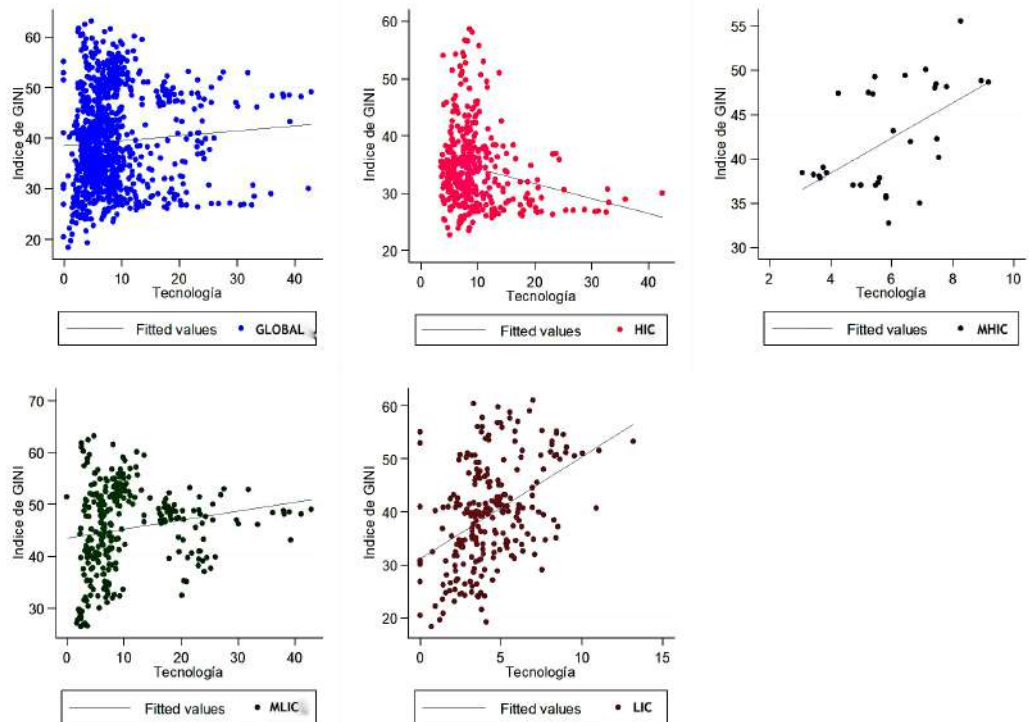 Indice de GINI
60
50
40
30
20
0 10 20 30 40
Tecnología
Fitted values GLOBAL
Indice de GINI
60
50
40
30
20
0 10 20 30 40
Tecnología
Fitted values HIC
Indice de GINI
55
50
45
40
35
30
2 4 6 8 10
Tecnología
Fitted values MHIC
Indice de GINI
70
60
50
40
30
0 10 20 30 40
Tecnología
Fitted values MLIC
Indice de GINI
60
50
40
30
20
0 5 10 15
Tecnología
Fitted values LIC